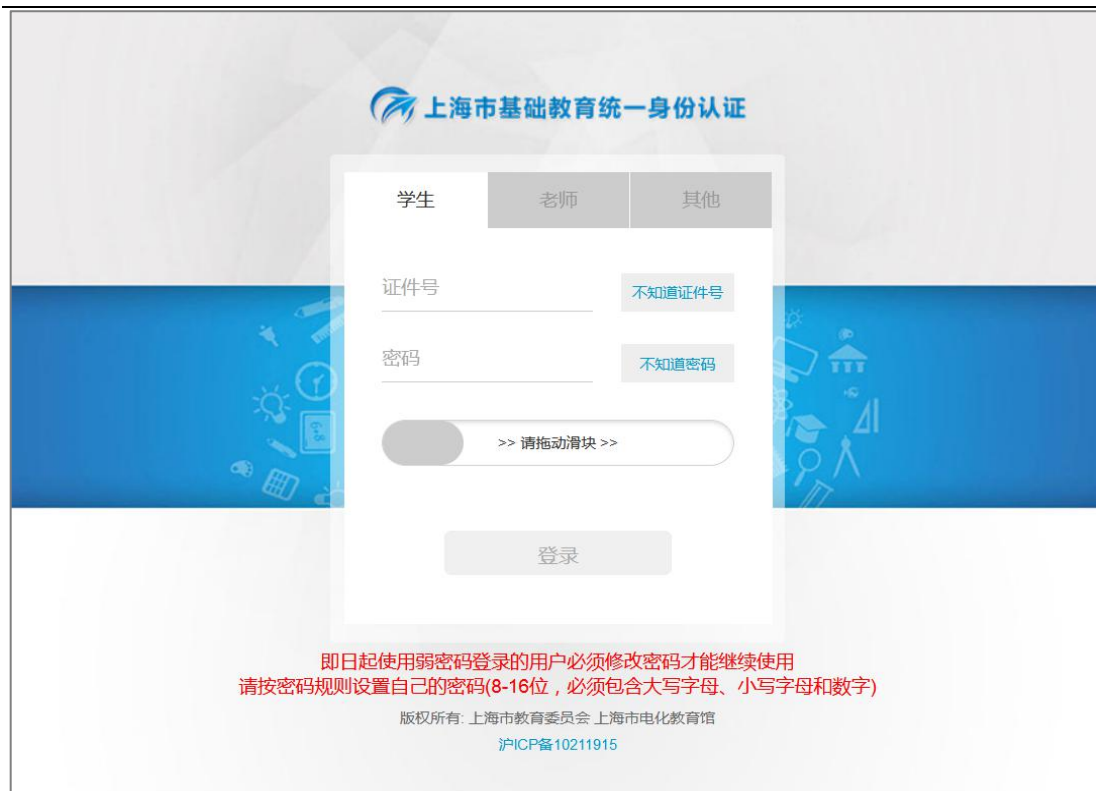 上海市基础教育统一身份认证
学生 老师 其他
证件号 不知道证件号
密码 不知道密码
>> 请拖动滑块 >>
登录
即日起使用弱密码登录的用户必须修改密码才能继续使用
请按密码规则设置自己的密码(8-16位，必须包含大写字母、小写字母和数字)
版权所有: 上海市教育委员会 上海市电化教育馆
沪ICP备10211915